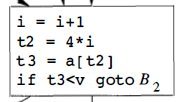 i = i+1
t2 = 4*i
t3 = a[t2]
if t3<v goto B₂